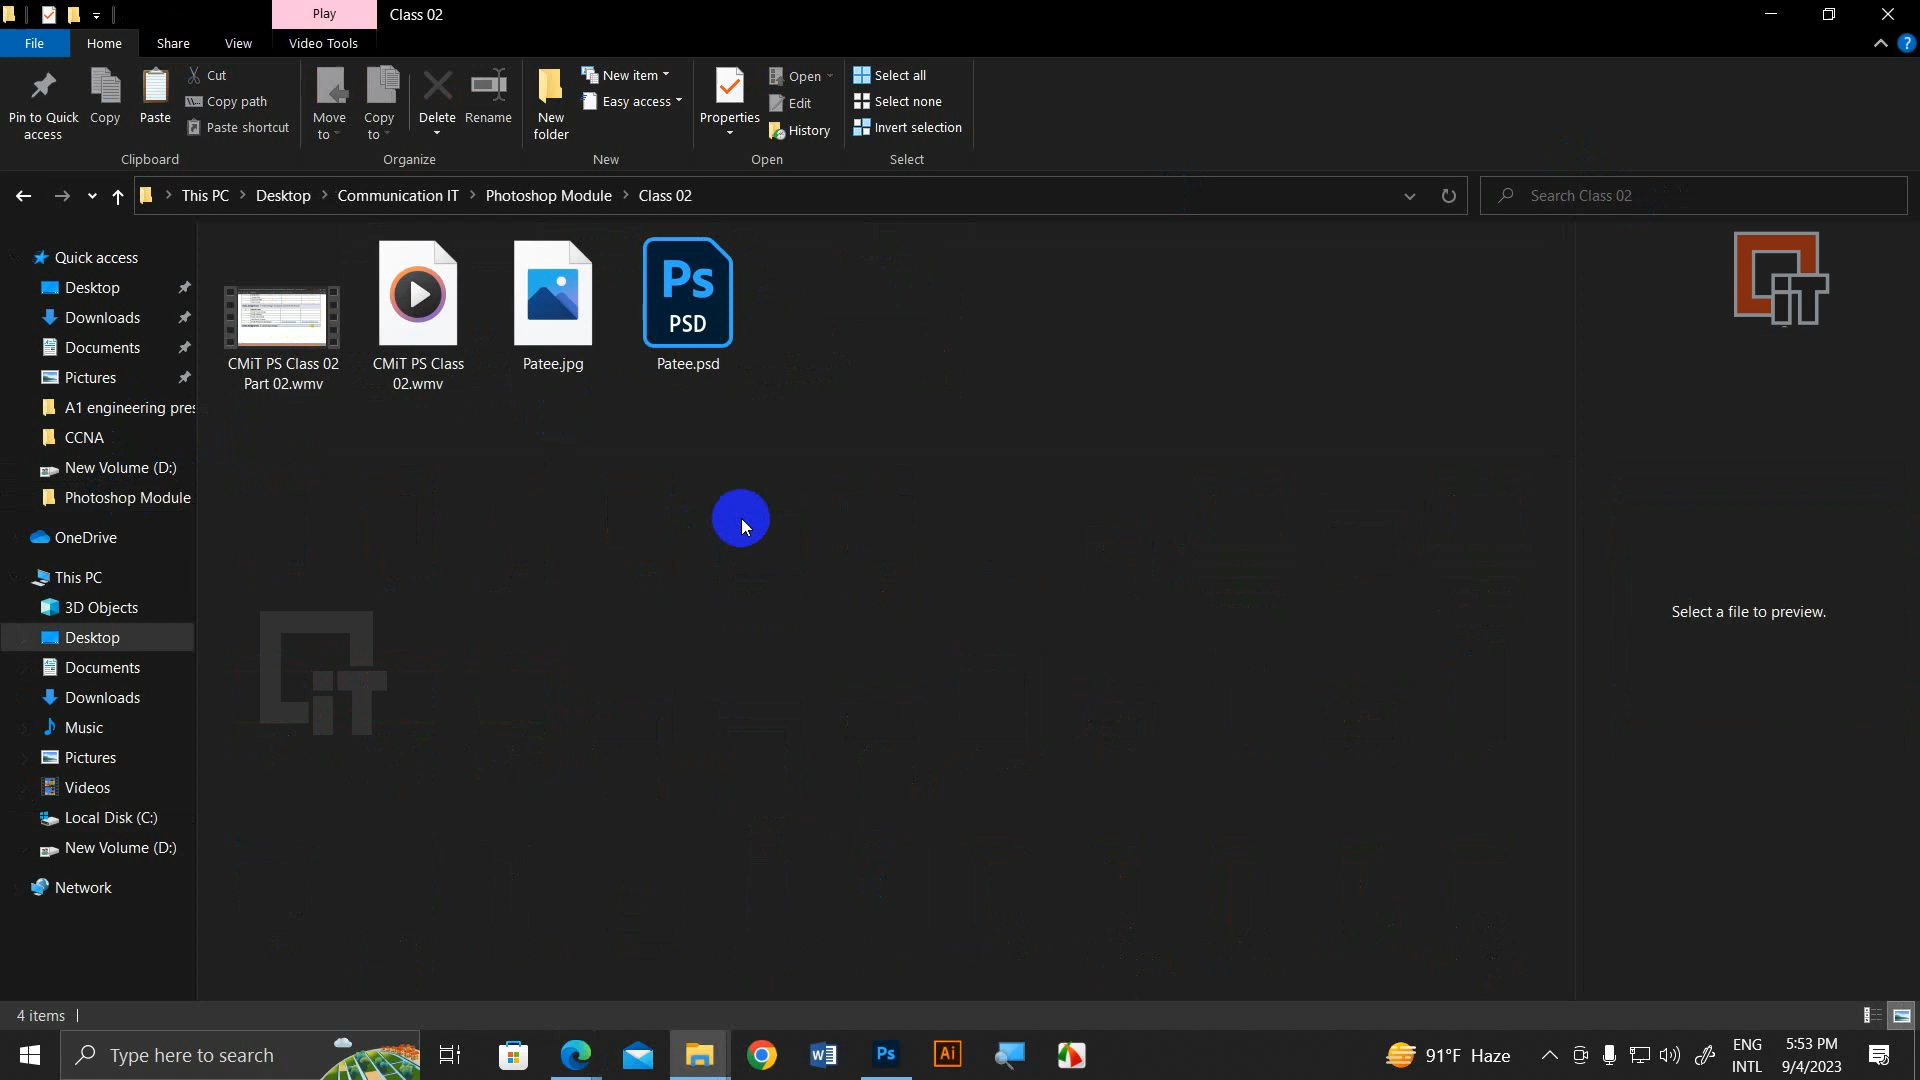 Play
Class 02
File
Home
Share
View
Video Tools
Pin to Quick access
Copy
Paste
Cut
Copy path
Paste shortcut
Clipboard
Move to
Copy to
Delete
Rename
Organize
New folder
New item
Easy access
New
Properties
Open
Edit
History
Open
Select all
Select none
Invert selection
Select
This PC > Desktop > Communication IT > Photoshop Module > Class 02
Search Class 02
Quick access
Desktop
Downloads
Documents
Pictures
A1 engineering pres
CCNA
New Volume (D:)
Photoshop Module
OneDrive
This PC
3D Objects
Desktop
Documents
Downloads
Music
Pictures
Videos
Local Disk (C:)
New Volume (D:)
Network
CMiT PS Class 02
Part 02.wmv
CMiT PS Class
02.wmv
Patee.jpg
Ps
PSD
Patee.psd
iT
iT
Select a file to preview.
4 items
Type here to search
Ps
Ai
91°F Haze
ENG
INTL
5:53 PM
9/4/2023